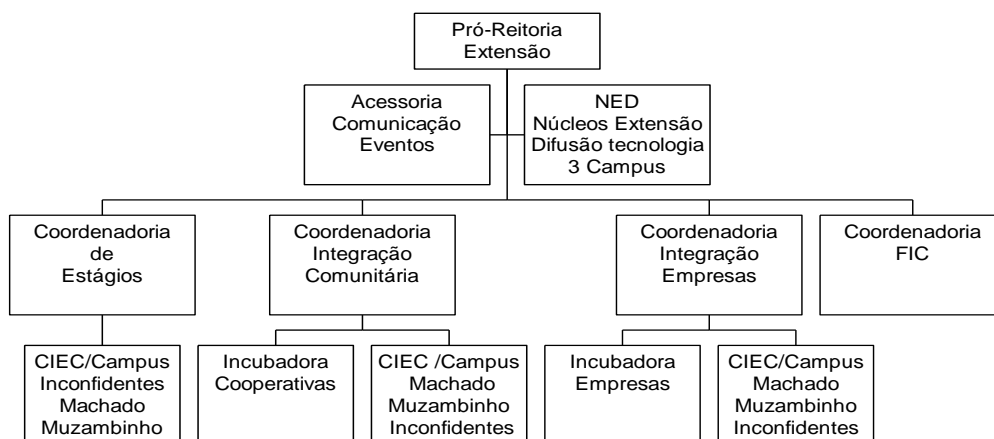 Pró-Reitoria
Extensão
Acessoria
Comunicação
Eventos
NED
Núcleos Extensão
Difusão tecnologia
3 Campus
Coordenadoria
de
Estágios
Coordenadoria
Integração
Comunitária
Coordenadoria
Integração
Empresas
Coordenadoria
FIC
CIEC/Campus
Inconfidentes
Machado
Muzambinho
Incubadora
Cooperativas
CIEC /Campus
Machado
Muzambinho
Inconfidentes
Incubadora
Empresas
CIEC/Campus
Machado
Muzambinho
Inconfidentes